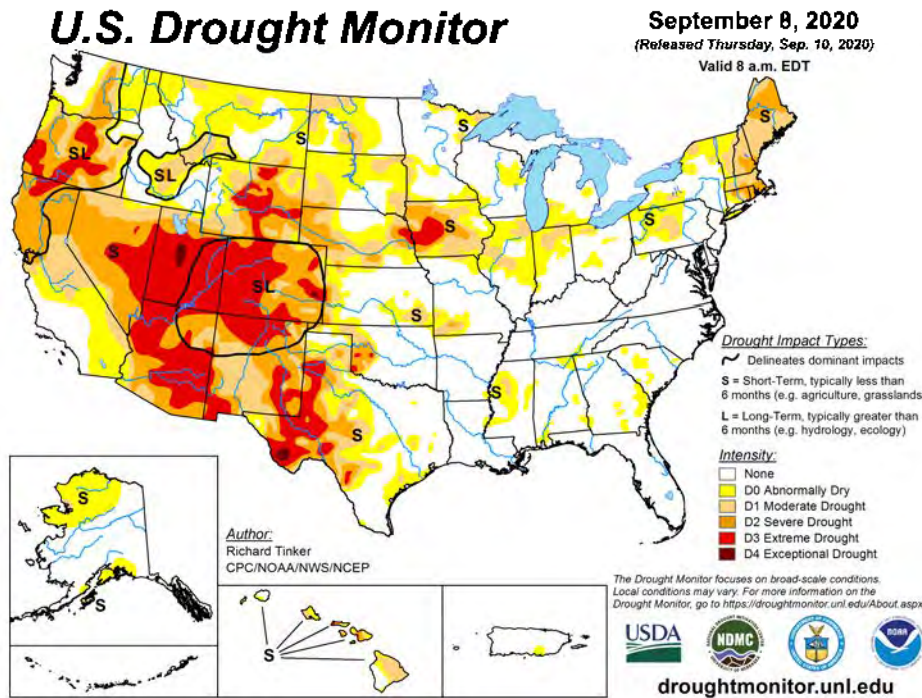 U.S. Drought Monitor
September 8, 2020
(Released Thursday, Sep. 10, 2020)
Valid 8 a.m. EDT
S
S
S
SL
SL
S
S
S
SL
S
S
S
Drought Impact Types:
Delineates dominant impacts
S = Short-Term, typically less than
6 months (e.g. agriculture, grasslands
L = Long-Term, typically greater than
6 months (e.g. hydrology, ecology)
Intensity:
None
D0 Abnormally Dry
D1 Moderate Drought
D2 Severe Drought
D3 Extreme Drought
D4 Exceptional Drought
S
S
Author:
Richard Tinker
CPC/NOAA/NWS/NCEP
S
The Drought Monitor focuses on broad-scale conditions.
Local conditions may vary. For more information on the
Drought Monitor, go to https://droughtmonitor.unl.edu/About.aspx
USDA
NDMC
NOAA
droughtmonitor.unl.edu